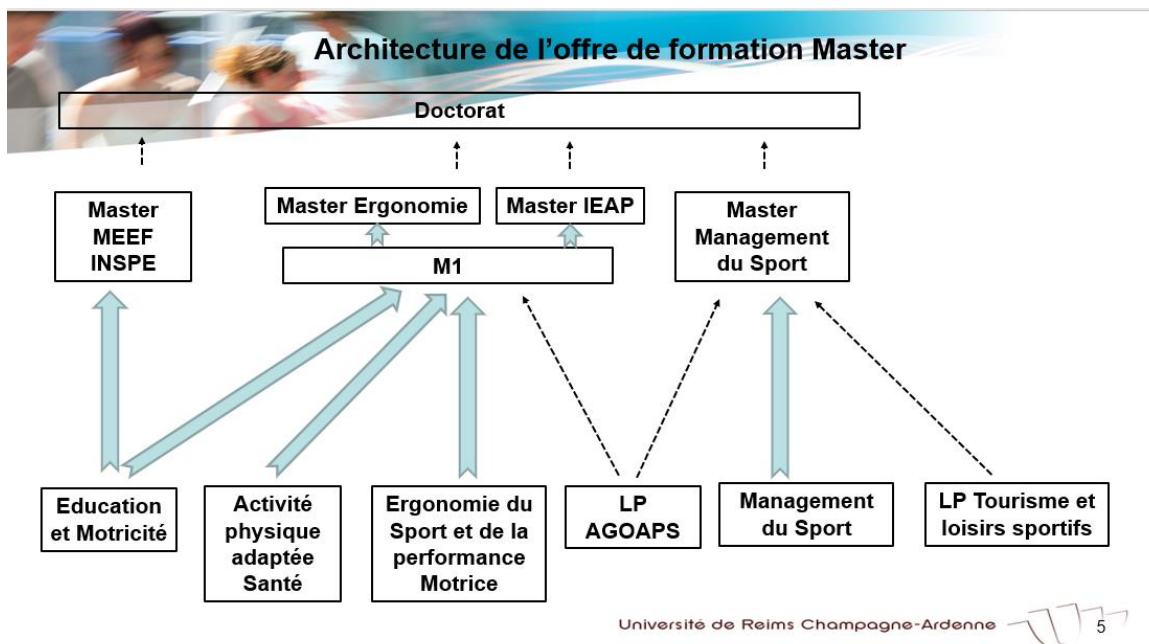 Architecture de l’offre de formation Master
Doctorat
Master
MEEF
INSPE
Master Ergonomie
Master IEAP
Master
Management
du Sport
M1
Education
et Motricité
Activité
physique
adaptée
Santé
Ergonomie du
Sport et de la
performance
Motrice
LP
AGOAPS
Management
du Sport
LP Tourisme et
loisirs sportifs
Université de Reims Champagne-Ardenne
5